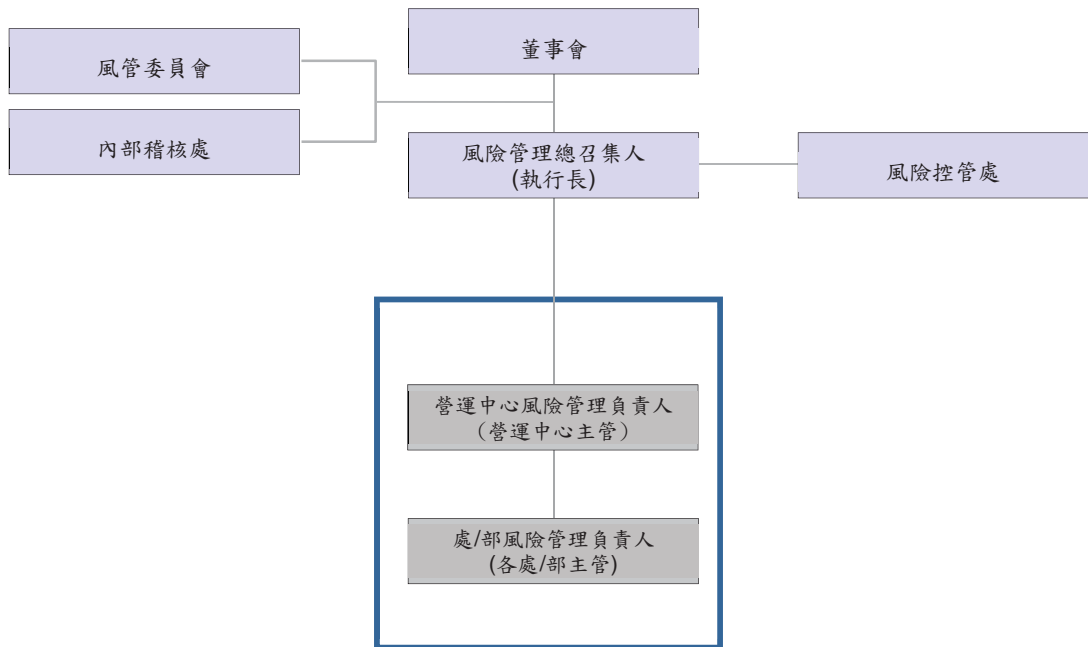 董事會
風管委員會
內部稽核處
風險管理總召集人
(執行長)
風險控管處
營運中心風險管理負責人
（營運中心主管）
處/部風險管理負責人
(各處/部主管)